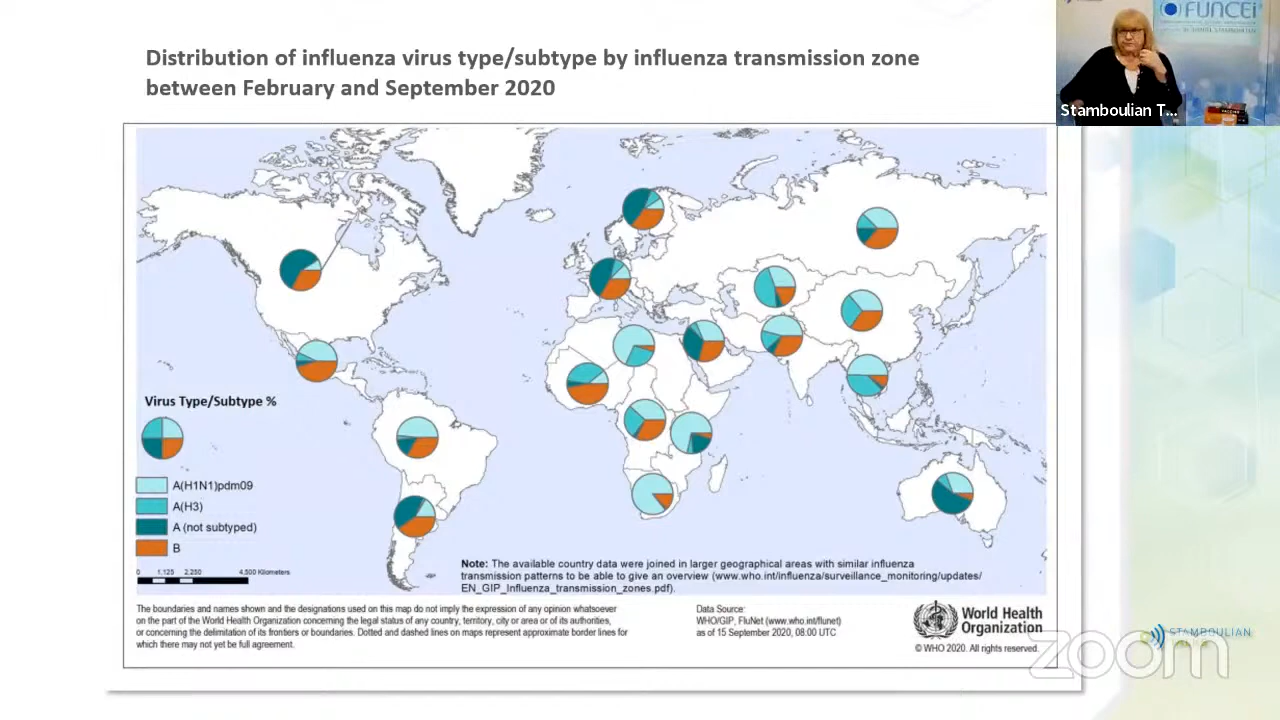 Distribution of influenza virus type/subtype by influenza transmission zone
between February and September 2020
FUNCEi
Stamboulian T...
Virus Type/Subtype %
A(H1N1)pdm09
A(H3)
A (not subtyped)
B
0 1,125 2,250 4,500 Kilometers
Note: The available country data were joined in larger geographical areas with similar influenza
transmission patterns to be able to give an overview (www.who.int/influenza/surveillance_monitoring/updates/
EN_GIP_Influenza_transmission_zones.pdf).
The boundaries and names shown and the designations used on this map do not imply the expression of any opinion whatsoever
on the part of the World Health Organization concerning the legal status of any country, territory, city or area or of its authorities,
or concerning the delimitation of its frontiers or boundaries. Dotted and dashed lines on maps represent approximate border lines for
which there may not yet be full agreement.
Data Source:
WHO/GIP, FluNet (www.who.int/flunet)
as of 15 September 2020, 08:00 UTC
World Health
Organization
© WHO 2020. All rights reserved.
STAMBOULIAN
zoom